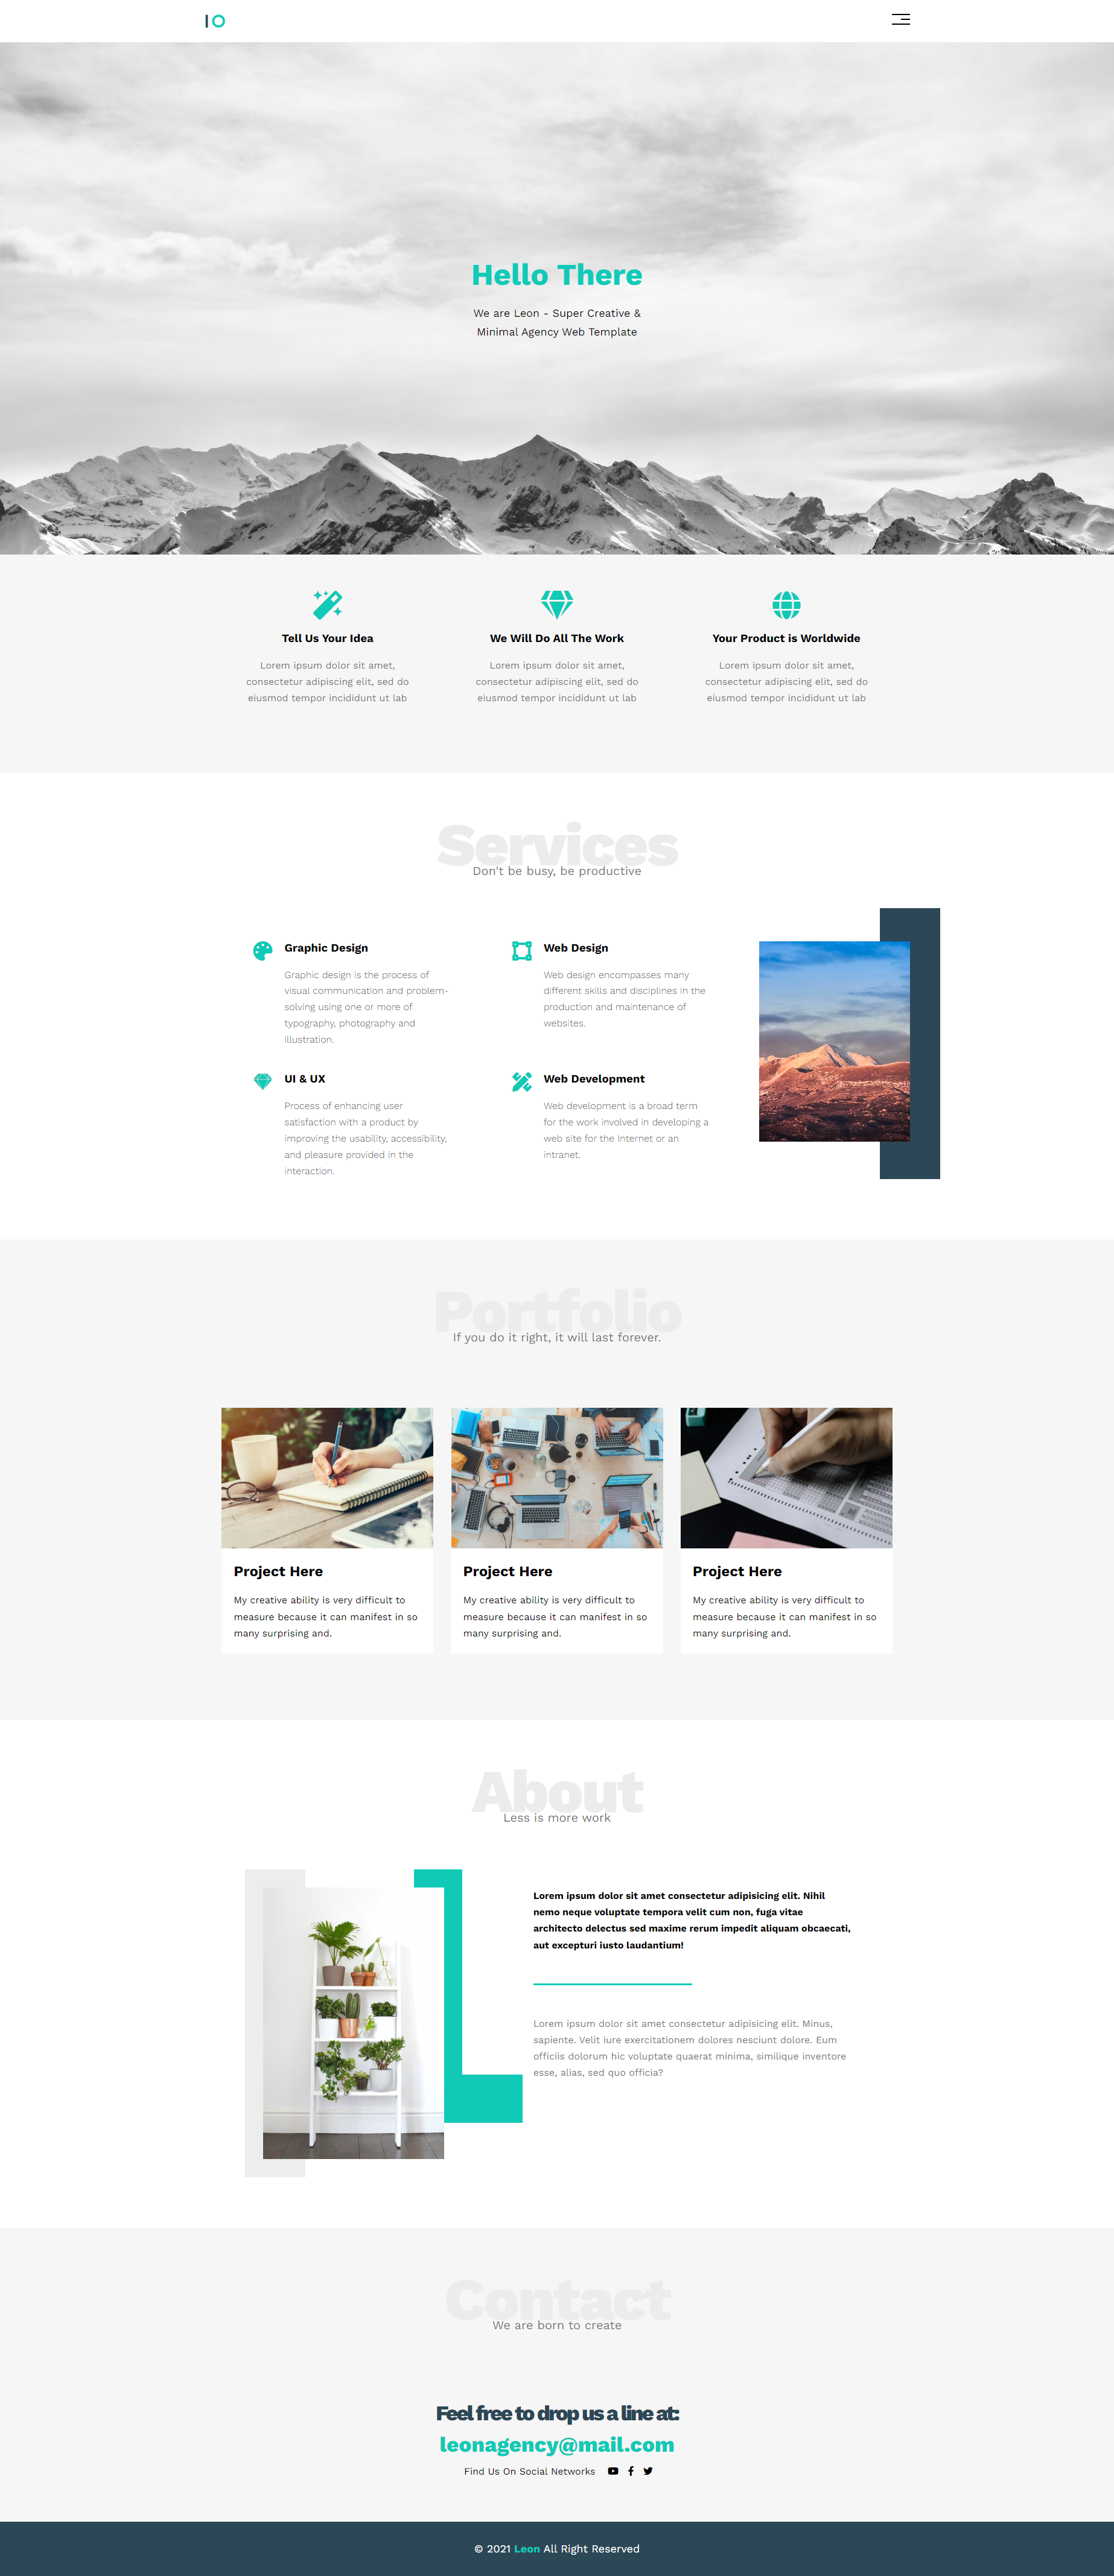 IO
Hello There
We are Leon - Super Creative &
Minimal Agency Web Template
Tell Us Your Idea
Lorem ipsum dolor sit amet,
consectetur adipiscing elit, sed do
eiusmod tempor incididunt ut lab
We Will Do All The Work
Lorem ipsum dolor sit amet,
consectetur adipiscing elit, sed do
eiusmod tempor incididunt ut lab
Your Product is Worldwide
Lorem ipsum dolor sit amet,
consectetur adipiscing elit, sed do
eiusmod tempor incididunt ut lab
Services
Don't be busy, be productive
Graphic Design
Graphic design is the process of
visual communication and problem-
solving using one or more of
typography, photography and
illustration.
Web Design
Web design encompasses many
different skills and disciplines in the
production and maintenance of
websites.
UI & UX
Process of enhancing user
satisfaction with a product by
improving the usability, accessibility,
and pleasure provided in the
interaction.
Web Development
Web development is a broad term
for the work involved in developing a
web site for the Internet or an
intranet.
Portfolio
If you do it right, it will last forever.
Project Here
My creative ability is very difficult to
measure because it can manifest in so
many surprising and.
Project Here
My creative ability is very difficult to
measure because it can manifest in so
many surprising and.
Project Here
My creative ability is very difficult to
measure because it can manifest in so
many surprising and.
About
Less is more work
Lorem ipsum dolor sit amet consectetur adipisicing elit. Nihil
nemo neque voluptate tempora velit cum non, fuga vitae
architecto delectus sed maxime rerum impedit aliquam obcaecati,
aut excepturi iusto laudantium!
Lorem ipsum dolor sit amet consectetur adipisicing elit. Minus,
sapiente. Velit iure exercitationem dolores nesciunt dolore. Eum
officiis dolorum hic voluptate quaerat minima, similique inventore
esse, alias, sed quo officia?
Contact
We are born to create
Feel free to drop us a line at:
leonagency@mail.com
Find Us On Social Networks
© 2021 Leon All Right Reserved